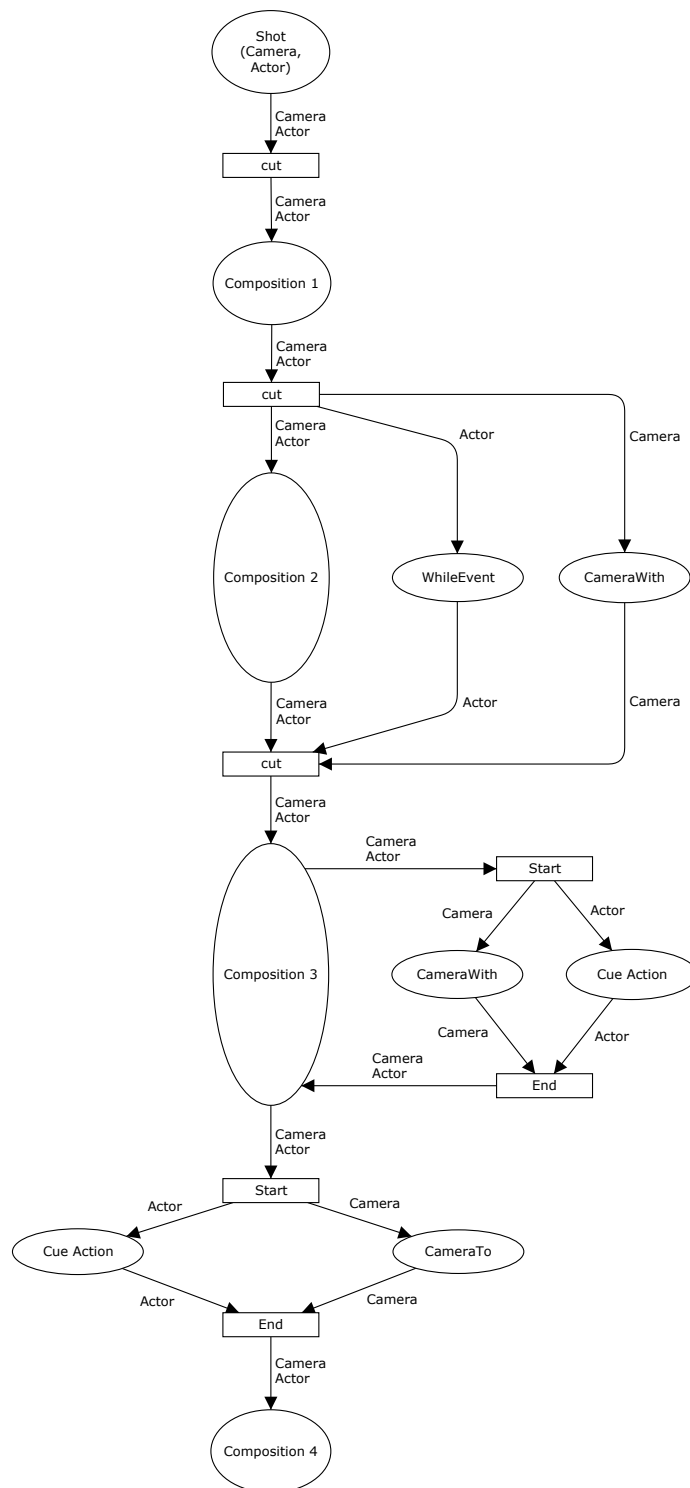 Shot
(Camera,
Actor)
Camera
Actor
cut
Camera
Actor
Composition 1
Camera
Actor
cut
Camera
Actor
Actor
Camera
Composition 2
WhileEvent
CameraWith
Camera
Actor
Actor
Camera
cut
Camera
Actor
Camera
Actor
Start
Camera
Actor
Composition 3
CameraWith
Cue Action
Camera
Actor
Camera
Actor
End
Camera
Actor
Start
Actor
Camera
Cue Action
CameraTo
Actor
Camera
End
Camera
Actor
Composition 4